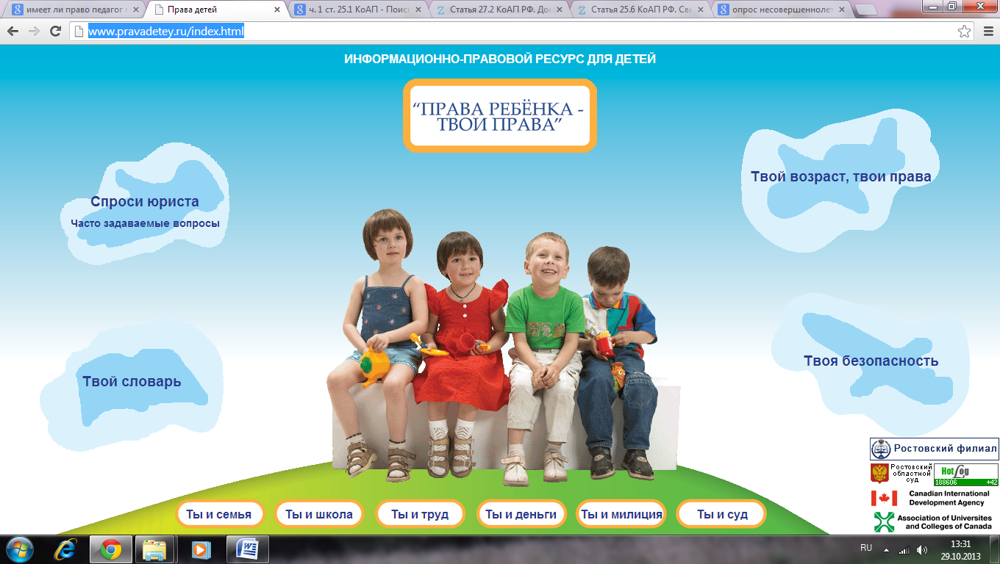 имеет ли право педагог
Права детей
ч. 1 ст. 25.1 КоАП - Поис
Статья 27.2 КоАП РФ. Дос
Статья 25.6 КоАП РФ. Сви
опрос несовершеннолет
www.pravadetey.ru/index.html
ИНФОРМАЦИОННО-ПРАВОВОЙ РЕСУРС ДЛЯ ДЕТЕЙ
“ПРАВА РЕБЁНКА -
ТВОИ ПРАВА”
Спроси юриста
Часто задаваемые вопросы
Твой возраст, твои права
Твой словарь
Твоя безопасность
Ростовский филиал
Ростовский
областной
суд
HotLog
188606 +42
Canadian International
Development Agency
Association of Universites
and Colleges of Canada
Ты и семья
Ты и школа
Ты и труд
Ты и деньги
Ты и милиция
Ты и суд
RU
13:31
29.10.2013